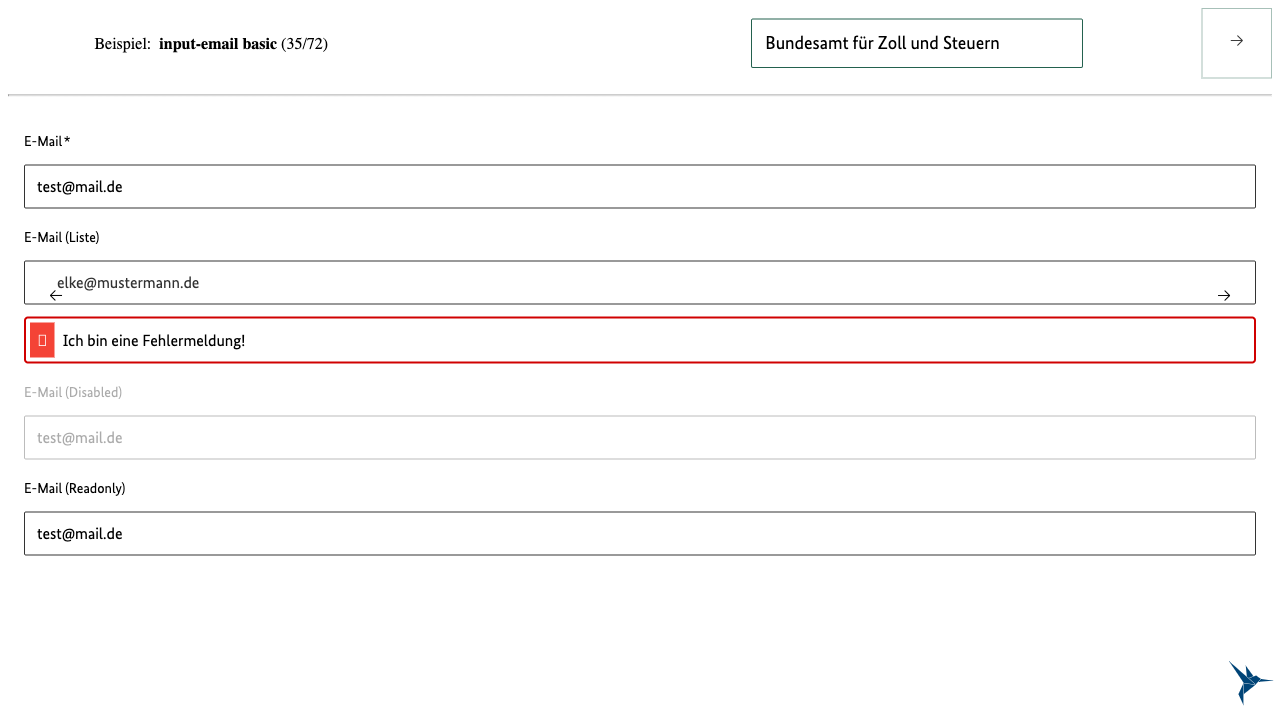 Beispiel: input-email basic (35/72)
Bundesamt für Zoll und Steuern
E-Mail*
test@mail.de
E-Mail (Liste)
elke@mustermann.de
Ich bin eine Fehlermeldung!
E-Mail (Disabled)
test@mail.de
E-Mail (Readonly)
test@mail.de